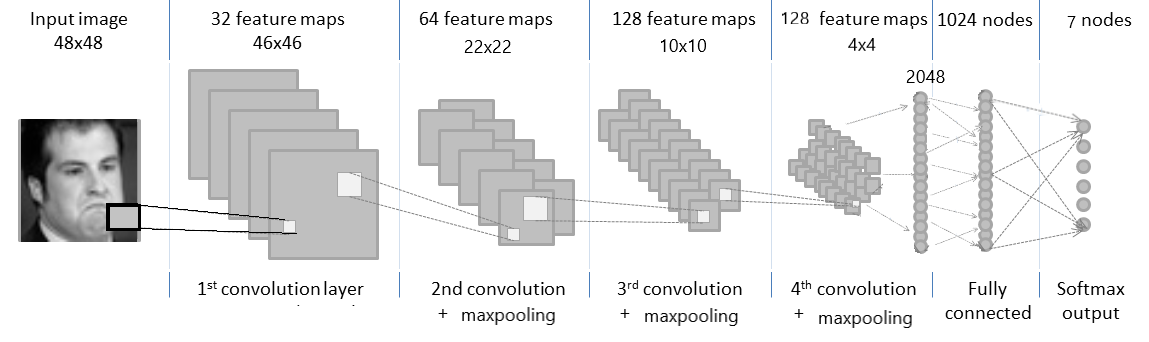 Input image
48x48
32 feature maps
46x46
64 feature maps
22x22
128 feature maps
10x10
128 feature maps
4x4
1024 nodes
7 nodes
2048
1st convolution layer
2nd convolution
+ maxpooling
3rd convolution
+ maxpooling
4th convolution
+ maxpooling
Fully
connected
Softmax
output